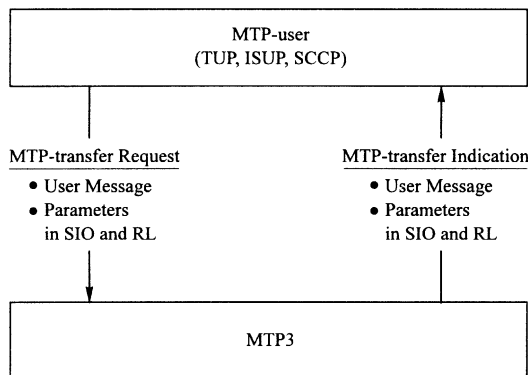 MTP-user
(TUP, ISUP, SCCP)
MTP-transfer Request
• User Message
• Parameters
in SIO and RL
MTP-transfer Indication
• User Message
• Parameters
in SIO and RL
MTP3